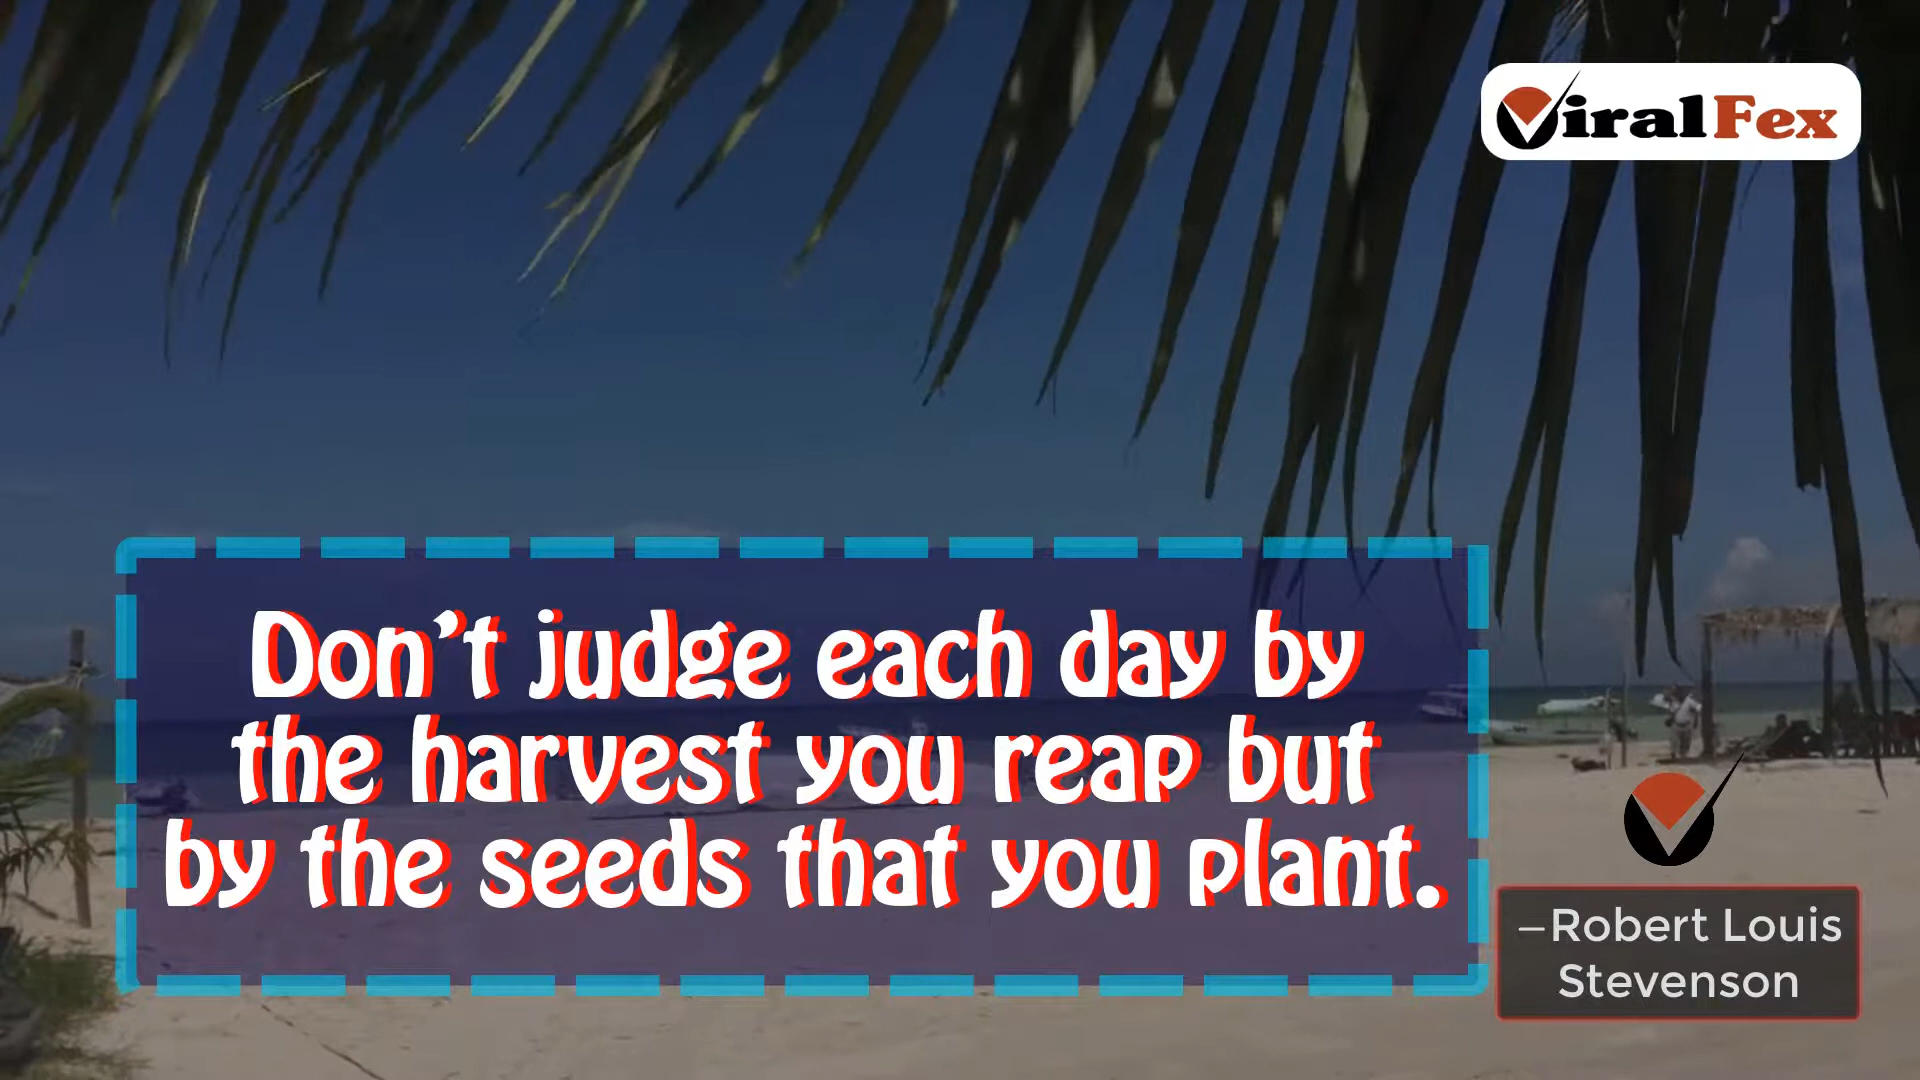 ViralFex
Don't judge each day by
the harvest you reap but
by the seeds that you plant.
—Robert Louis
Stevenson